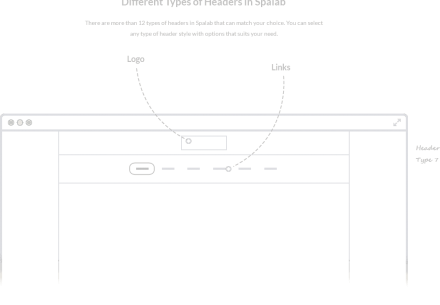 Different Types of Headers in Spalab
There are more than 12 types of headers in Spalab that can match your choice. You can select
any type of header style with options that suits your need.
Logo
Links
Header
Type 7